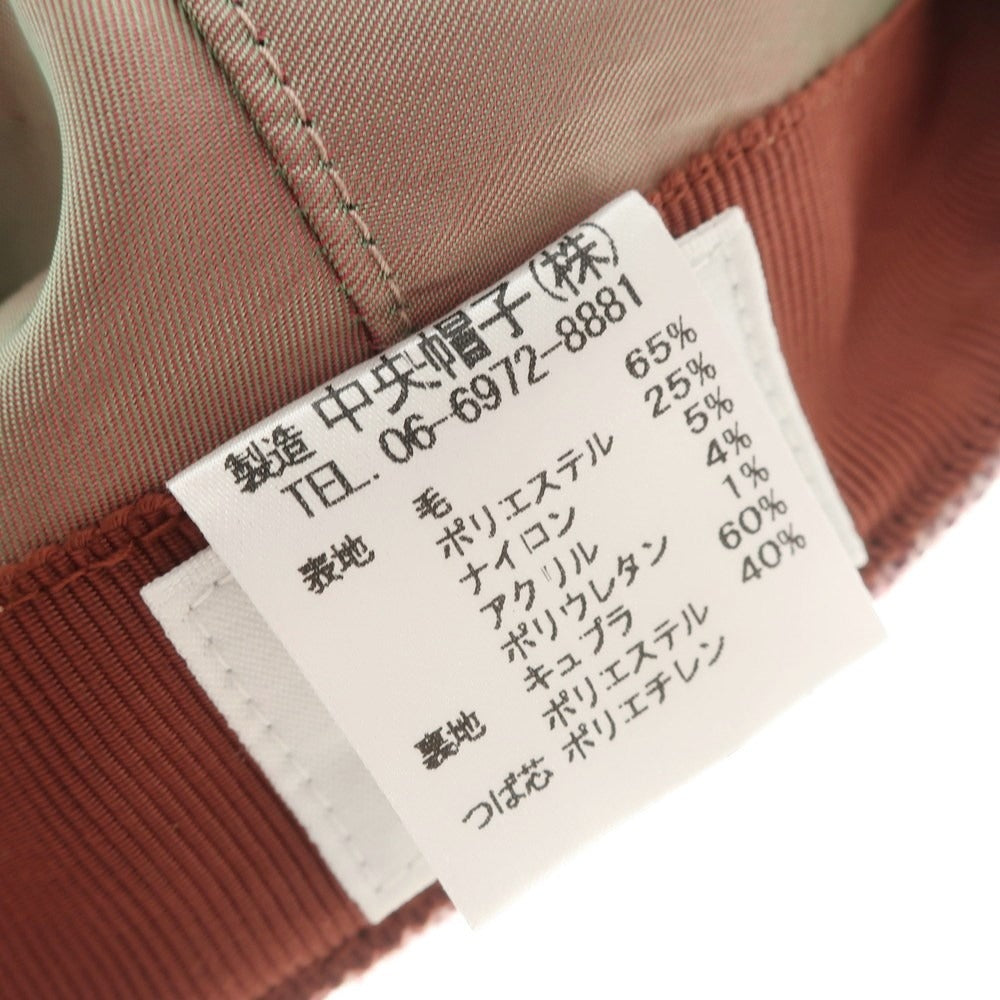 製造 中央帽子(株)
TEL. 06-6972-8881
表地 毛 65%
ポリエステル 25%
ナイロン 5%
アクリル 4%
ポリウレタン 1%
裏地 キュプラ 60%
ポリエステル 40%
つば芯 ポリエチレン